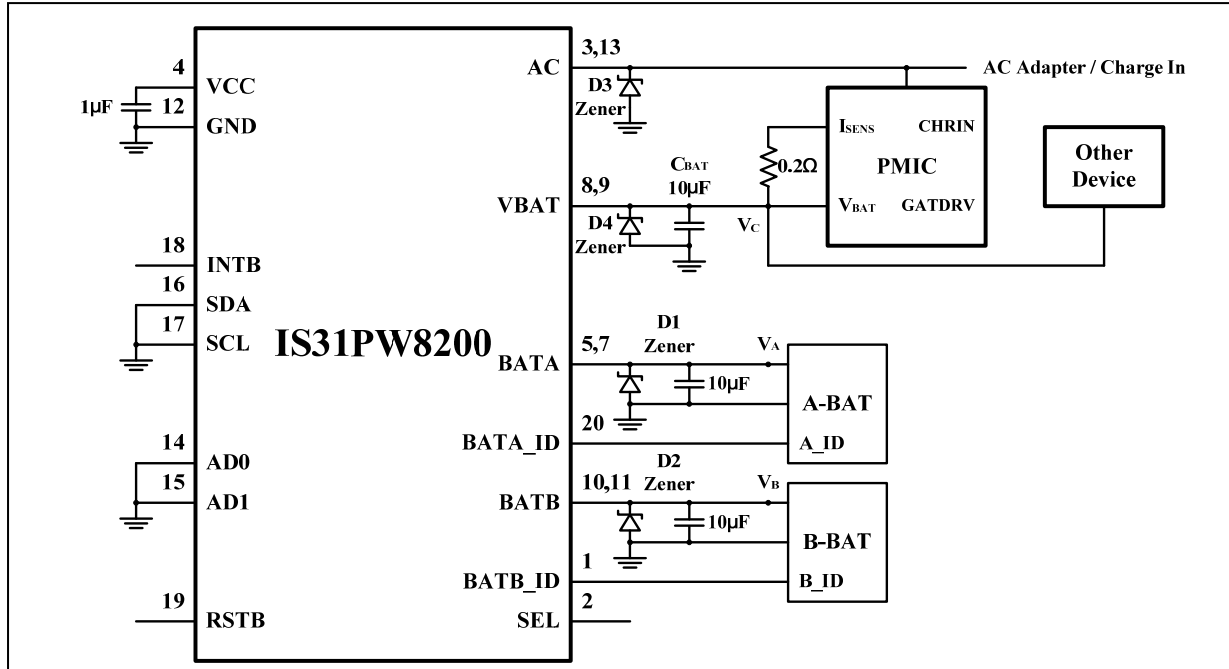 4
VCC
1µF
12
GND
18
INTB
16
SDA
17
SCL
14
AD0
15
AD1
19
RSTB
IS31PW8200
3,13
AC
AC Adapter / Charge In
D3
Zener
ISENS
CHRIN
PMIC
0.2Ω
VBAT
GATDRV
Other
Device
CBAT
10µF
8,9
VBAT
D4
Zener
VC
D1
Zener
5,7
BATA
VA
10µF
A-BAT
20
BATA_ID
A_ID
D2
Zener
10,11
BATB
VB
10µF
B-BAT
1
BATB_ID
B_ID
2
SEL